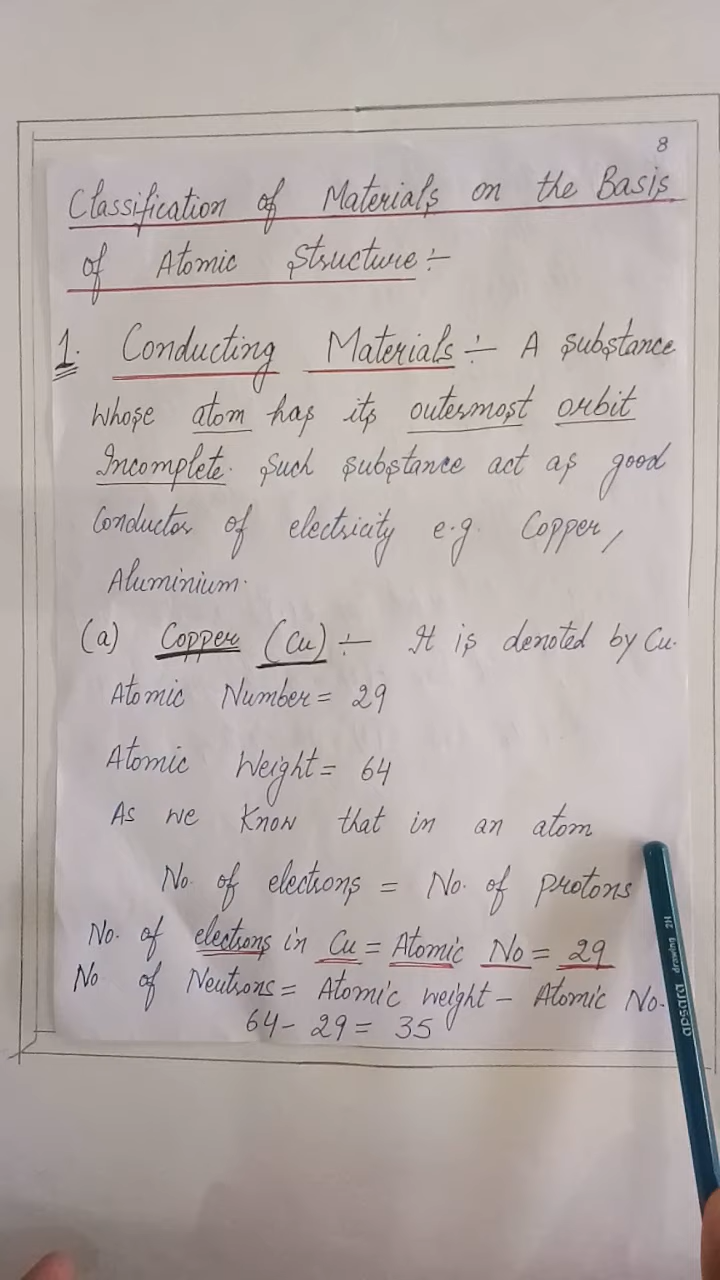 8
Classification of Materials on the Basis
of Atomic Structure :-
1. Conducting Materials :- A substance
whose atom has its outermost orbit
Incomplete. Such substance act as good
Conductor of electricity e.g. Copper,
Aluminium.
(a) Copper (Cu) :- It is denoted by Cu.
Atomic Number = 29
Atomic Weight = 64
As we know that in an atom
No. of electrons = No. of protons
No. of electrons in Cu = Atomic No = 29
No of Neutrons = Atomic weight - Atomic No.
64 - 29 = 35
apsara drawing 2H